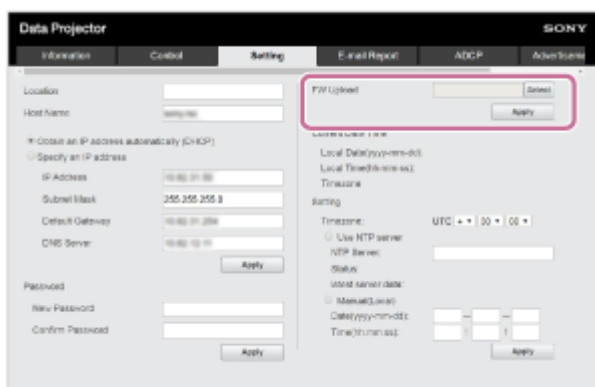 Data Projector
SONY
Information
Control
Setting
E-mail Report
ADCP
Advertiseme
Location
Host Name
Obtain an IP address automatically (DHCP)
Specify an IP address
IP Address
Subnet Mask
255.255.255.0
Default Gateway
DNS Server
Apply
Password
New Password
Confirm Password
Apply
FW Upload
Select
Apply
Local Date(yyyy-mm-dd):
Local Time(hh:mm:ss):
Timezone
Setting
Timezone:
UTC + 00 00
Use NTP server
NTP Server:
Status
latest server date:
Manual(Local)
Date(yyyy-mm-dd):
Time(hh:mm:ss):
Apply